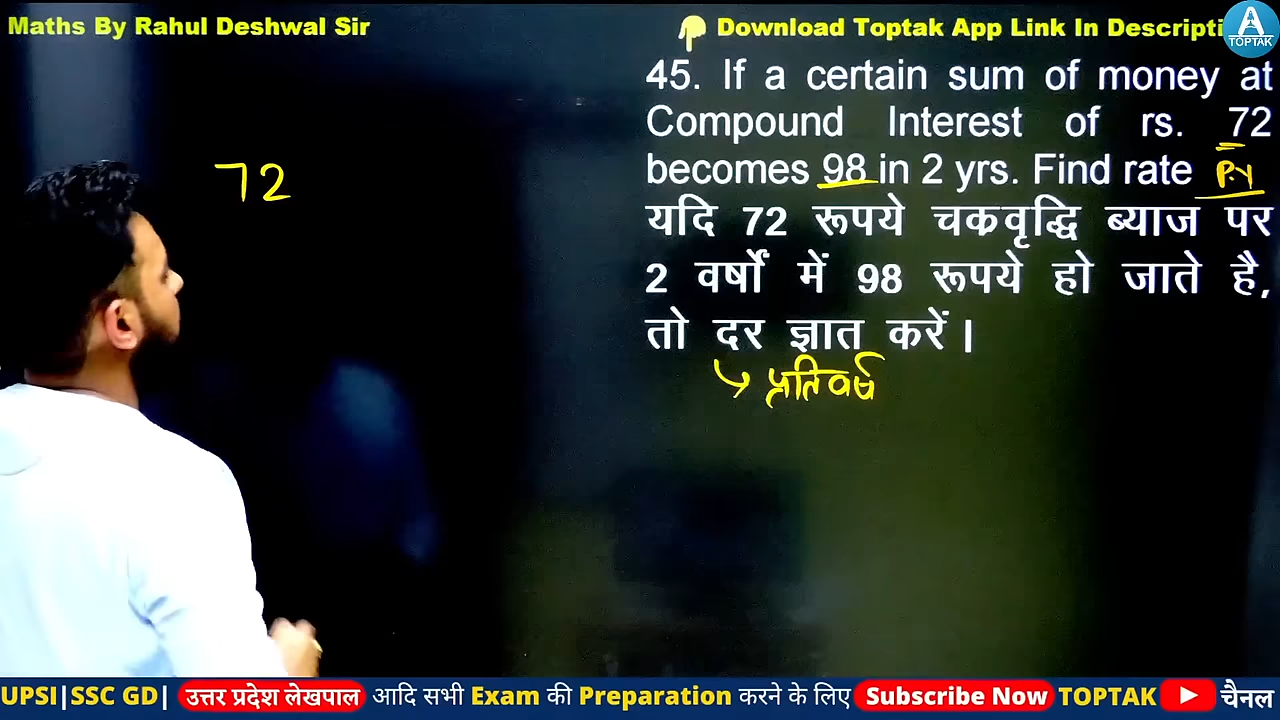 Maths By Rahul Deshwal Sir
Download Toptak App Link In Descripti
A
TOPTAK
45. If a certain sum of money at
Compound Interest of rs. 72
becomes 98 in 2 yrs. Find rate P.Y
यदि 72 रूपये चकवृद्धि ब्याज पर
2 वर्षों में 98 रूपये हो जाते है,
तो दर ज्ञात करें।
प्रतिवर्ष
72
UPSI|SSC GD| उत्तर प्रदेश लेखपाल आदि सभी Exam की Preparation करने के लिए Subscribe Now TOPTAK चैनल